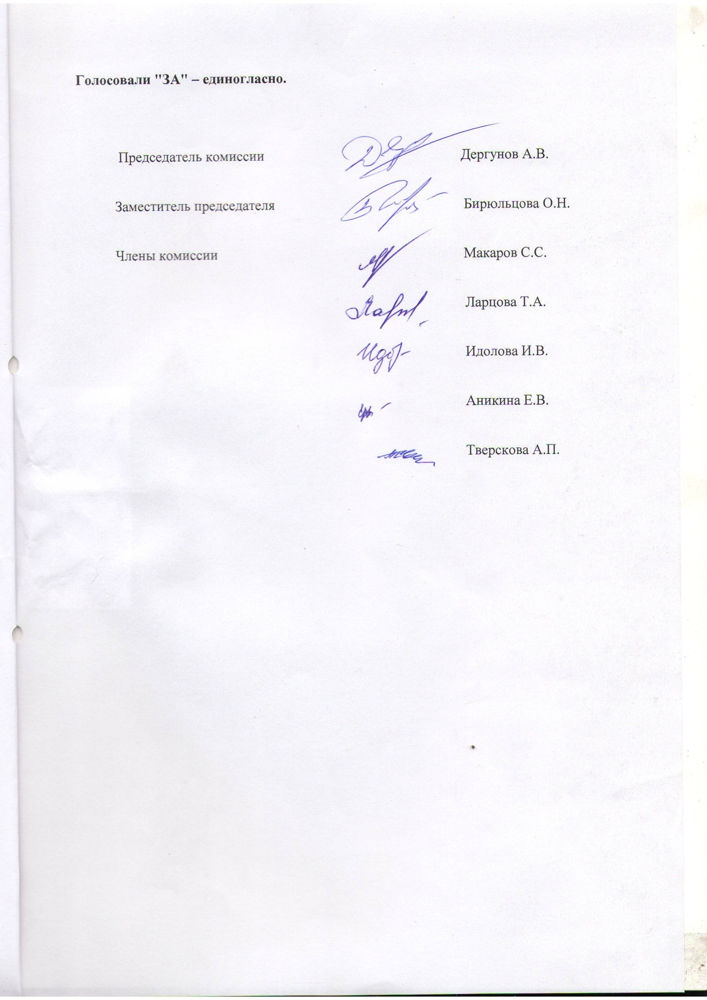 Голосовали "ЗА" – единогласно.
Председатель комиссии Дергунов А.В.
Заместитель председателя Бирюльцова О.Н.
Члены комиссии Макаров С.С.
Ларцова Т.А.
Идолова И.В.
Аникина Е.В.
Тверскова А.П.